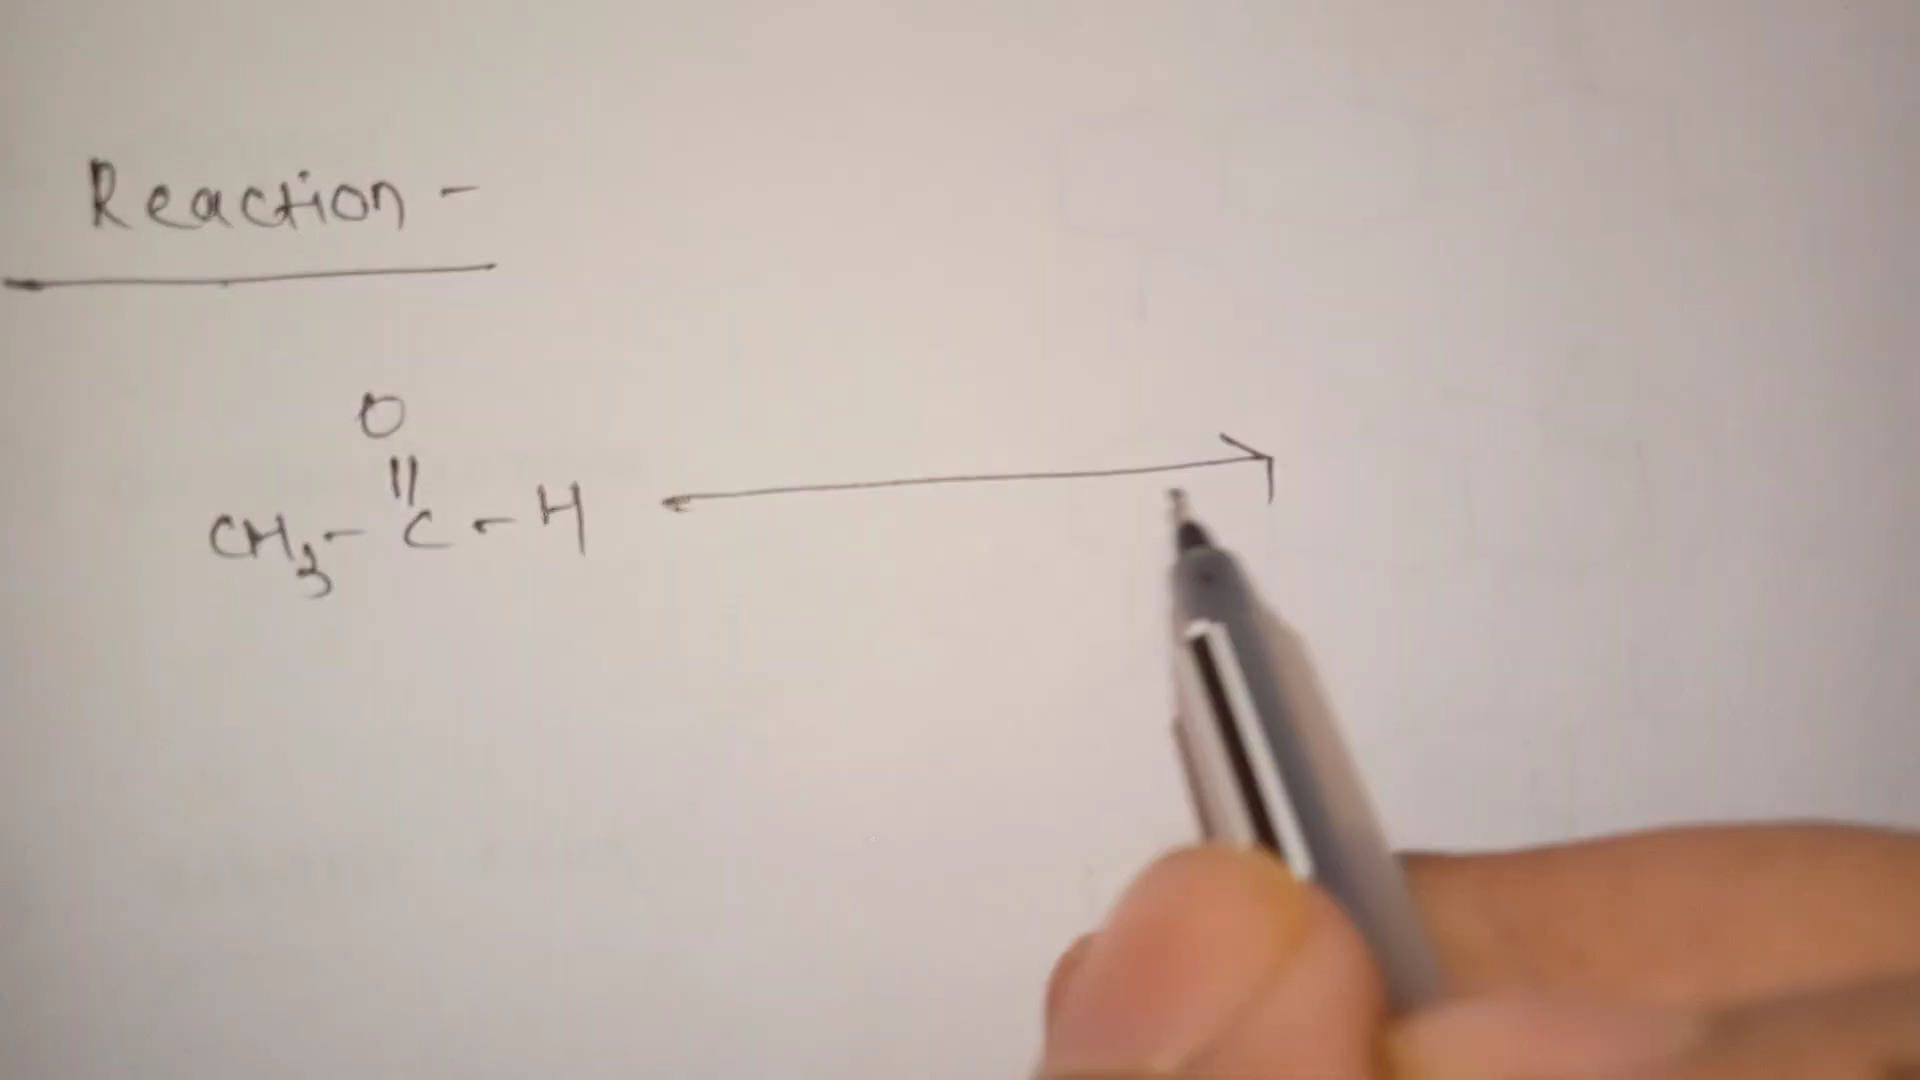 Reaction -
O
||
CH3 - C - H ⟶